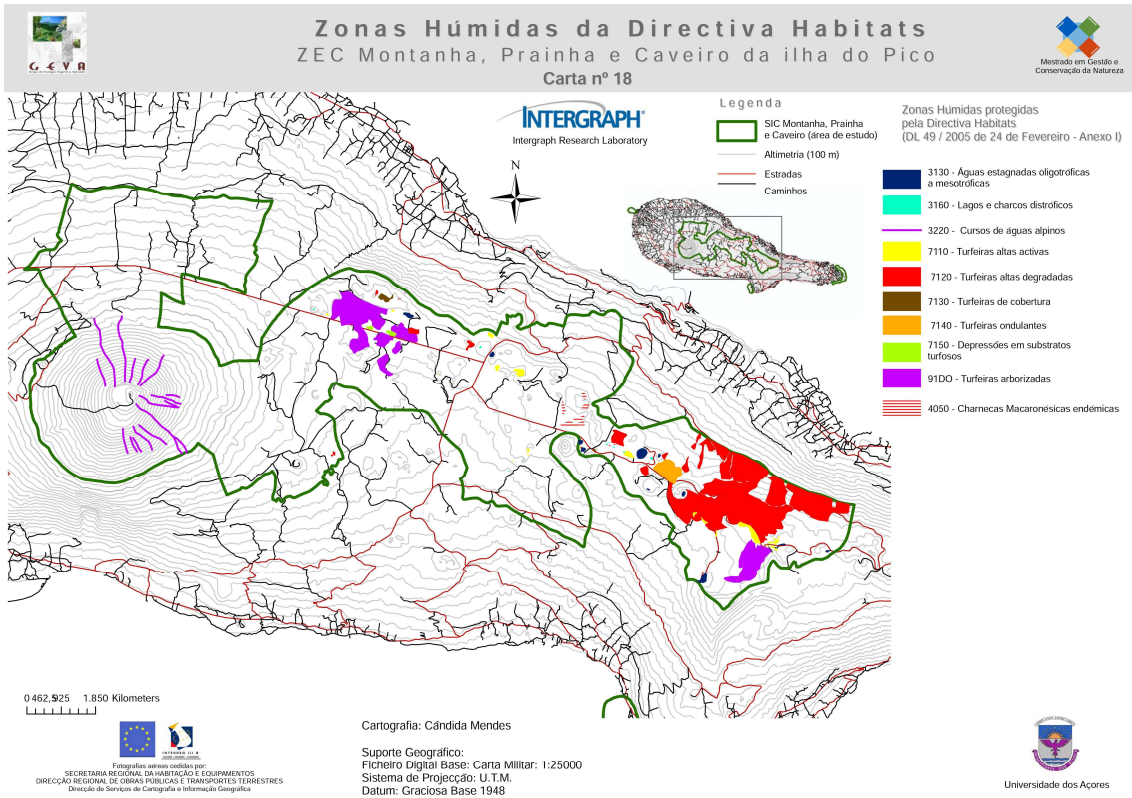 Zonas Húmidas da Directiva Habitats
ZEC Montanha, Prainha e Caveiro da ilha do Pico
Carta nº 18
GEVA
Mestrado em Gestão e
Conservação da Natureza
INTERGRAPH®
Intergraph Research Laboratory
N
Legenda
SIC Montanha, Prainha
e Caveiro (área de estudo)
Altimetria (100 m)
Estradas
Caminhos
Zonas Húmidas protegidas
pela Directiva Habitats
(DL 49 / 2005 de 24 de Fevereiro - Anexo I)
3130 - Águas estagnadas oligotróficas
a mesotróficas
3160 - Lagos e charcos distróficos
3220 - Cursos de águas alpinos
7110 - Turfeiras altas activas
7120 - Turfeiras altas degradadas
7130 - Turfeiras de cobertura
7140 - Turfeiras ondulantes
7150 - Depressões em substratos
turfosos
91DO - Turfeiras arborizadas
4050 - Charnecas Macaronésicas endémicas
0 462,5 925 1.850 Kilometers
INTERREG III B
Fotografias aéreas cedidas por:
SECRETARIA REGIONAL DA HABITAÇÃO E EQUIPAMENTOS
DIRECÇÃO REGIONAL DE OBRAS PÚBLICAS E TRANSPORTES TERRESTRES
Direcção de Serviços de Cartografia e Informação Geográfica
Cartografia: Cândida Mendes
Suporte Geográfico:
Ficheiro Digital Base: Carta Militar: 1:25000
Sistema de Projecção: U.T.M.
Datum: Graciosa Base 1948
Universidade dos Açores